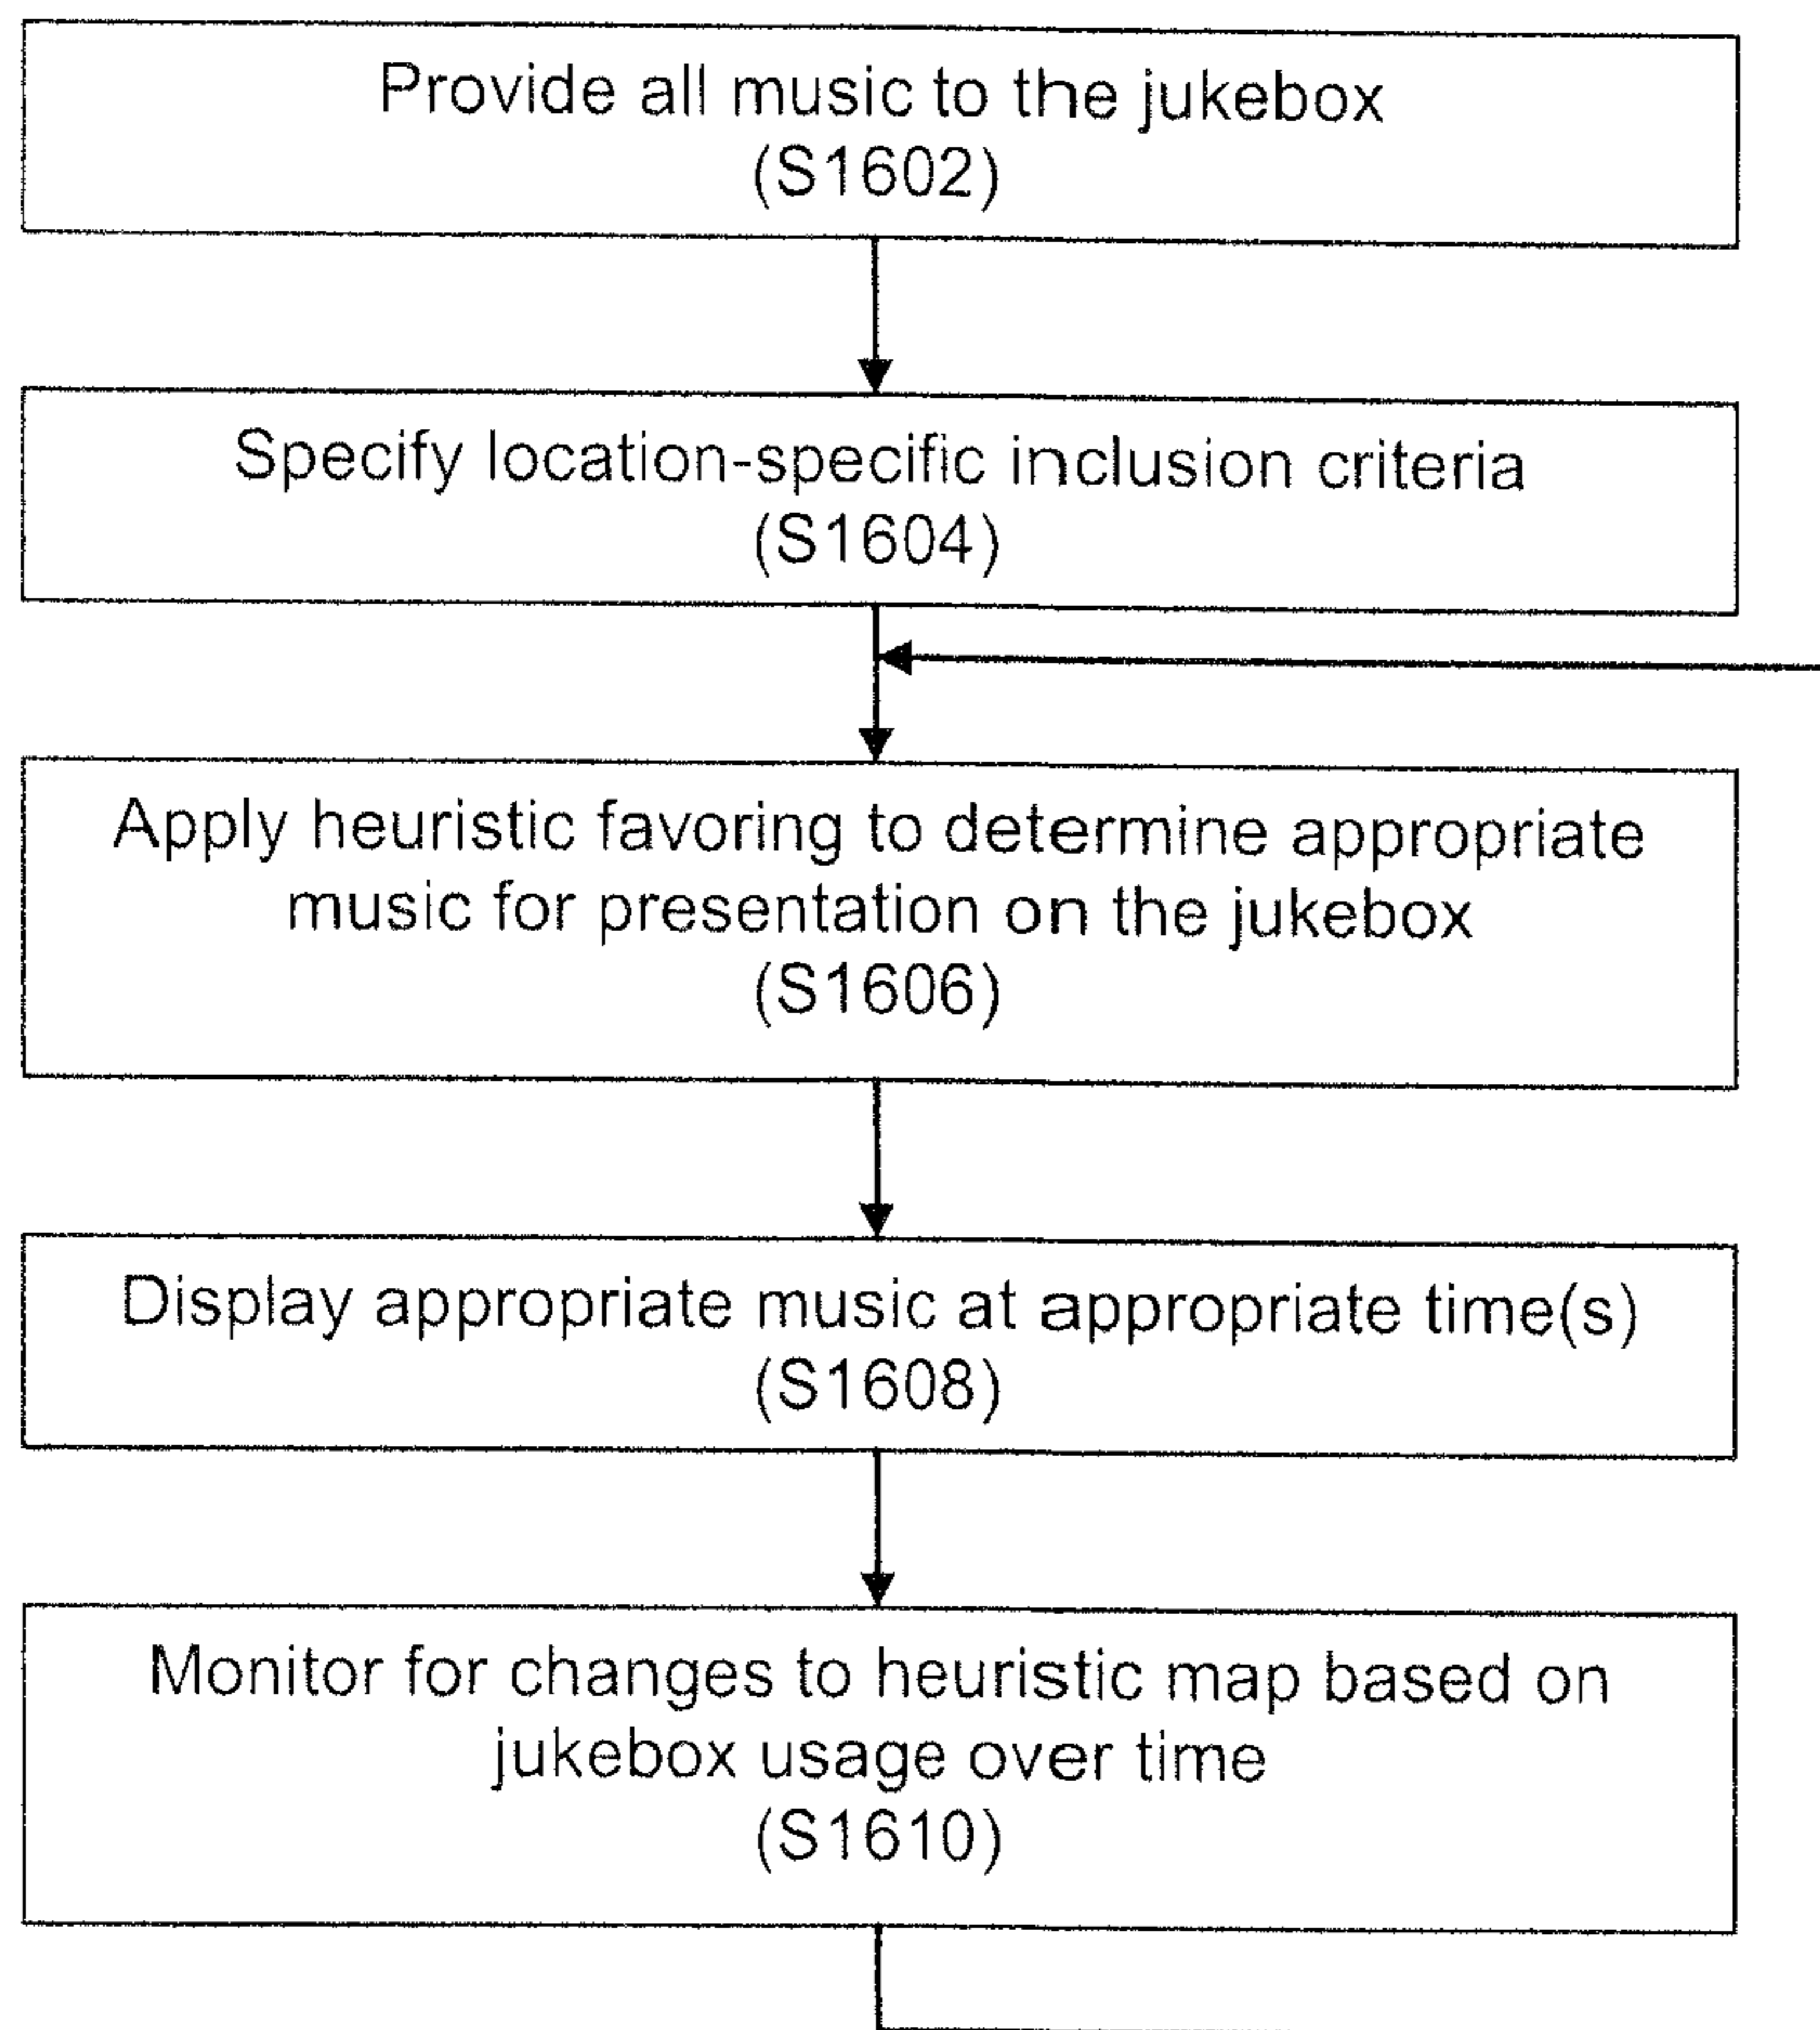 Provide all music to the jukebox
(S1602)
Specify location-specific inclusion criteria
(S1604)
Apply heuristic favoring to determine appropriate
music for presentation on the jukebox
(S1606)
Display appropriate music at appropriate time(s)
(S1608)
Monitor for changes to heuristic map based on
jukebox usage over time
(S1610)